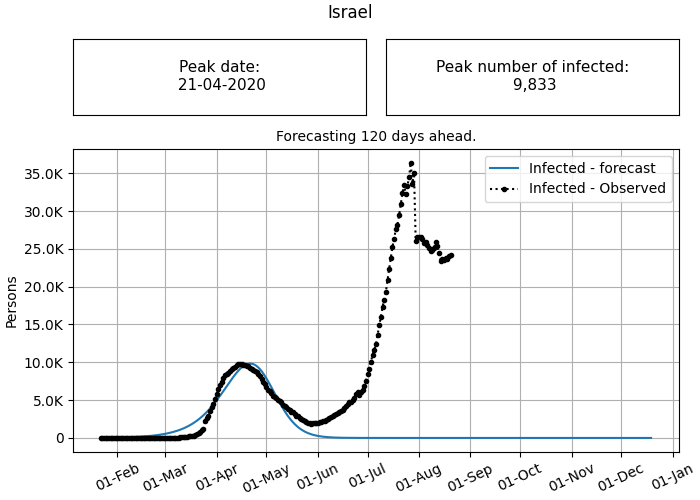 Israel
Peak date:
21-04-2020
Peak number of infected:
9,833
Forecasting 120 days ahead.
Infected - forecast
Infected - Observed
Persons
35.0K
30.0K
25.0K
20.0K
15.0K
10.0K
5.0K
0
01-Feb
01-Mar
01-Apr
01-May
01-Jun
01-Jul
01-Aug
01-Sep
01-Oct
01-Nov
01-Dec
01-Jan